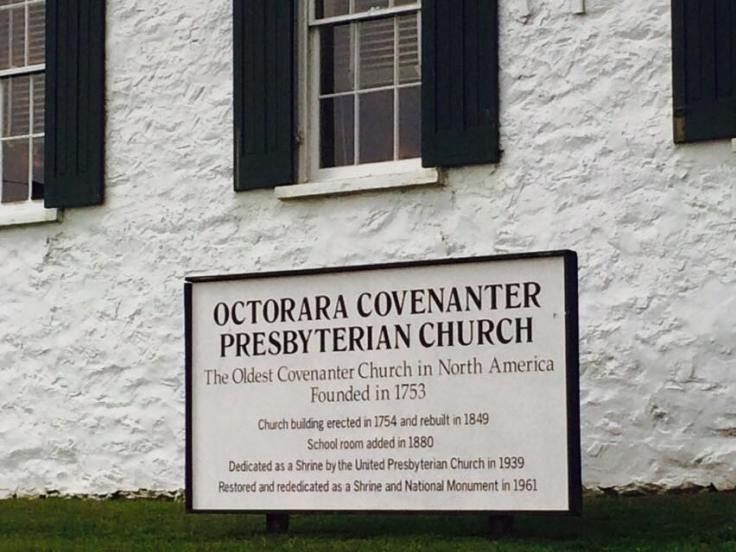 OCTORARA COVENANTER
PRESBYTERIAN CHURCH
The Oldest Covenanter Church in North America
Founded in 1753
Church building erected in 1754 and rebuilt in 1849
School room added in 1880
Dedicated as a Shrine by the United Presbyterian Church in 1939
Restored and rededicated as a Shrine and National Monument in 1961